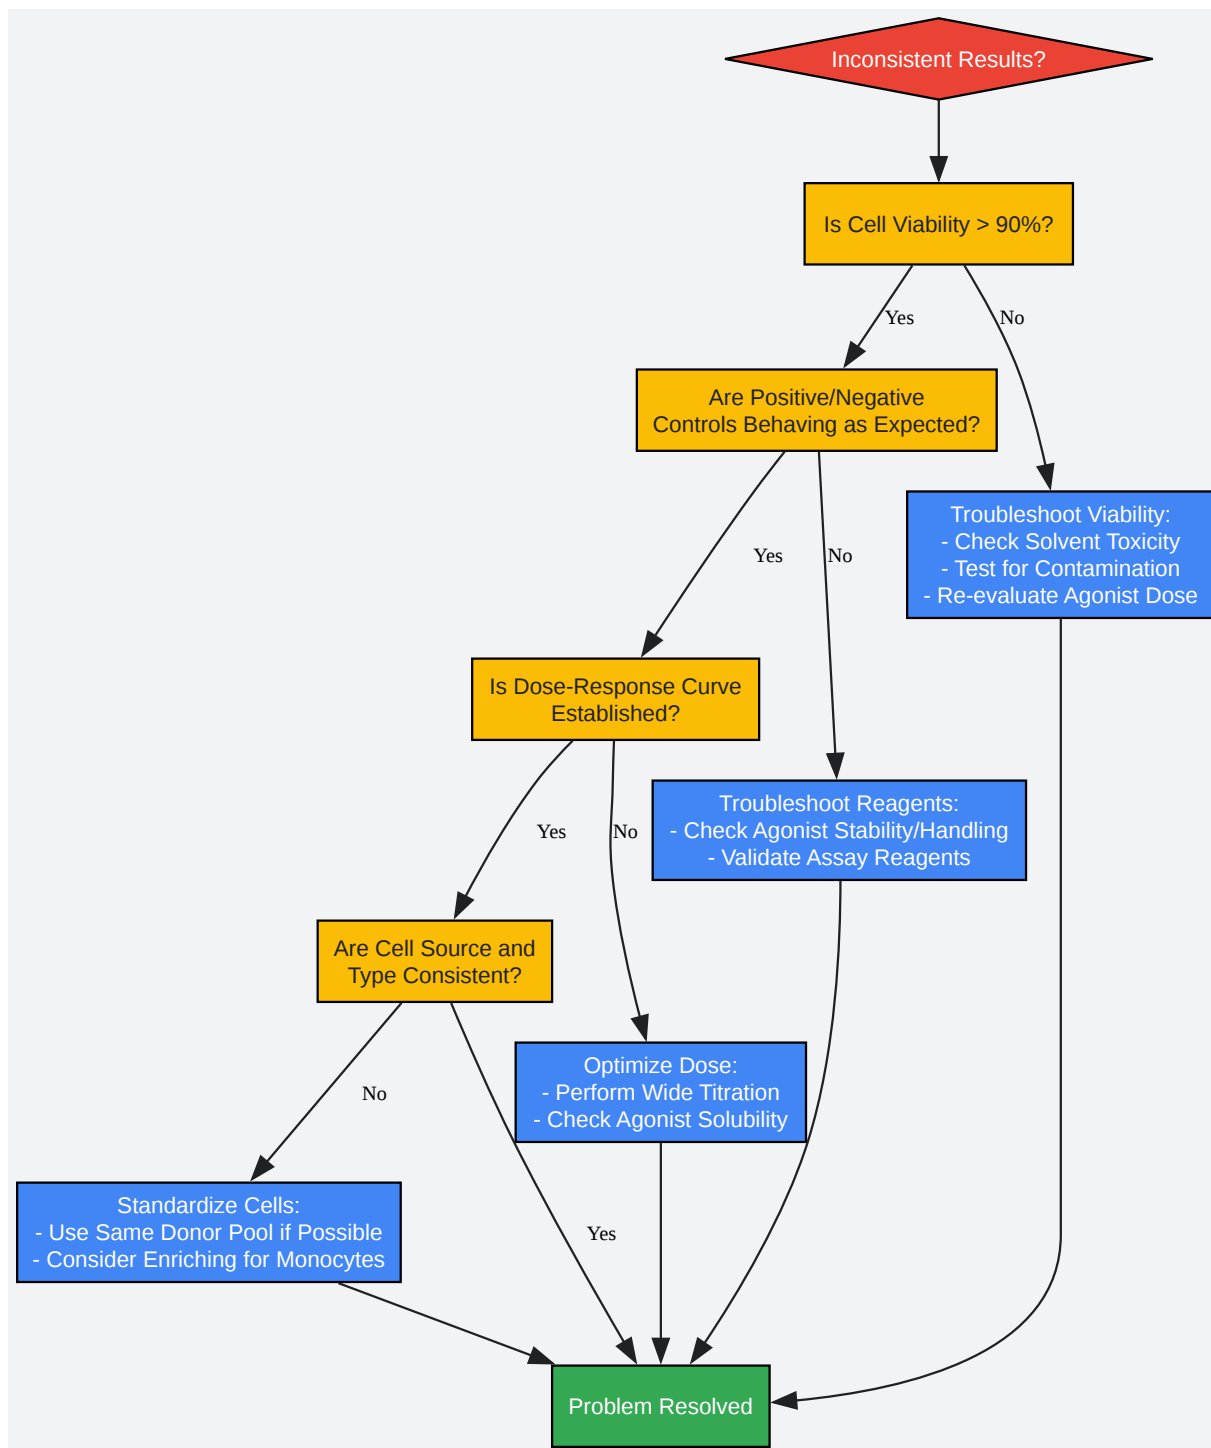 Inconsistent Results?
Is Cell Viability > 90%?
Yes
No
Are Positive/Negative
Controls Behaving as Expected?
Troubleshoot Viability:
- Check Solvent Toxicity
- Test for Contamination
- Re-evaluate Agonist Dose
Yes
No
Is Dose-Response Curve
Established?
Troubleshoot Reagents:
- Check Agonist Stability/Handling
- Validate Assay Reagents
Yes
No
Are Cell Source and
Type Consistent?
Optimize Dose:
- Perform Wide Titration
- Check Agonist Solubility
No
Standardize Cells:
- Use Same Donor Pool if Possible
- Consider Enriching for Monocytes
Yes
Problem Resolved